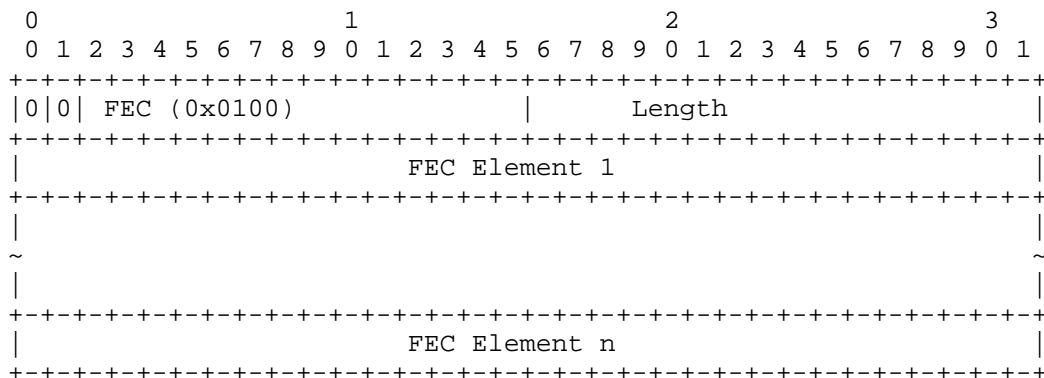 0                   1                   2                   3
 0 1 2 3 4 5 6 7 8 9 0 1 2 3 4 5 6 7 8 9 0 1 2 3 4 5 6 7 8 9 0 1
+-+-+-+-+-+-+-+-+-+-+-+-+-+-+-+-+-+-+-+-+-+-+-+-+-+-+-+-+-+-+-+-+
|0|0| FEC (0x0100)              |      Length                   |
+-+-+-+-+-+-+-+-+-+-+-+-+-+-+-+-+-+-+-+-+-+-+-+-+-+-+-+-+-+-+-+-+
|                        FEC Element 1                          |
+-+-+-+-+-+-+-+-+-+-+-+-+-+-+-+-+-+-+-+-+-+-+-+-+-+-+-+-+-+-+-+-+
|                                                               |
~                                                               ~
|                                                               |
+-+-+-+-+-+-+-+-+-+-+-+-+-+-+-+-+-+-+-+-+-+-+-+-+-+-+-+-+-+-+-+-+
|                        FEC Element n                          |
+-+-+-+-+-+-+-+-+-+-+-+-+-+-+-+-+-+-+-+-+-+-+-+-+-+-+-+-+-+-+-+-+